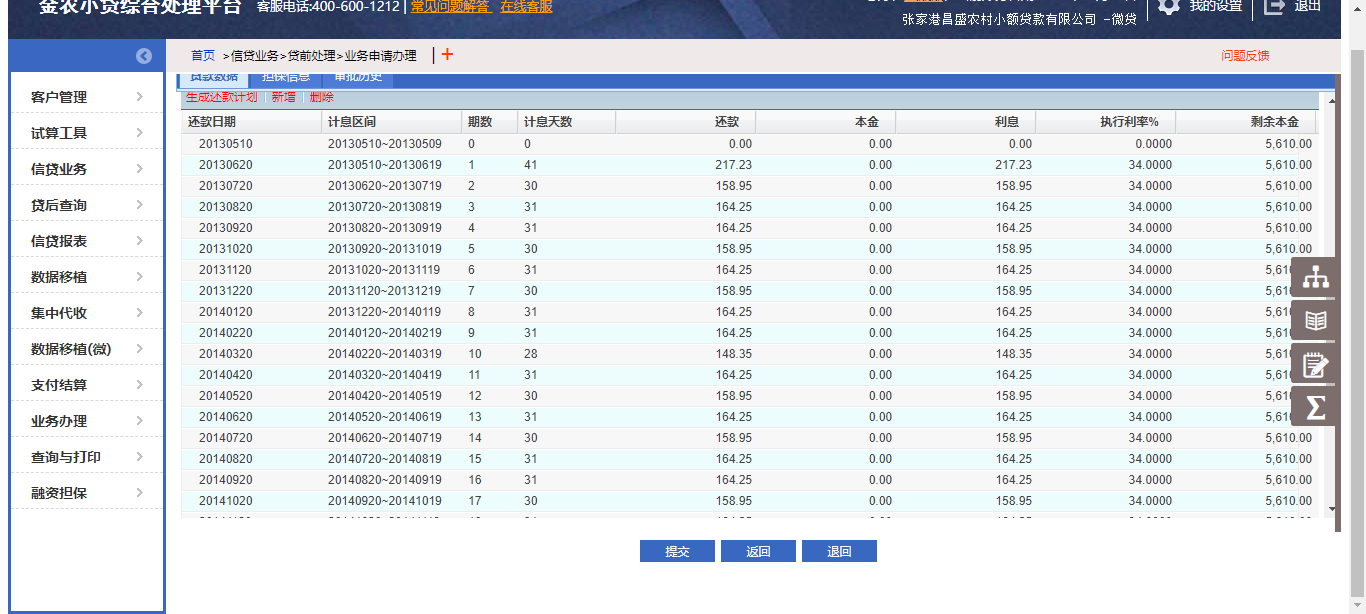 金农小贷综合处理平台 客服电话:400-600-1212 | 常见问题解答 在线客服
张家港昌盛农村小额贷款有限公司 -微贷 我的设置 退出
首页 >信贷业务>贷前处理>业务申请办理 | + 问题反馈
客户管理
试算工具
信贷业务
贷后查询
信贷报表
数据移植
集中代收
数据移植(微)
支付结算
业务办理
查询与打印
融资担保
贷款数据 担保信息 审批历史
生成还款计划 新增 删除
还款日期 计息区间 期数 计息天数 还款 本金 利息 执行利率% 剩余本金
20130510 20130510~20130509 0 0 0.00 0.00 0.00 0.0000 5,610.00
20130620 20130510~20130619 1 41 217.23 0.00 217.23 34.0000 5,610.00
20130720 20130620~20130719 2 30 158.95 0.00 158.95 34.0000 5,610.00
20130820 20130720~20130819 3 31 164.25 0.00 164.25 34.0000 5,610.00
20130920 20130820~20130919 4 31 164.25 0.00 164.25 34.0000 5,610.00
20131020 20130920~20131019 5 30 158.95 0.00 158.95 34.0000 5,610.00
20131120 20131020~20131119 6 31 164.25 0.00 164.25 34.0000 5,61
20131220 20131120~20131219 7 30 158.95 0.00 158.95 34.0000 5,61
20140120 20131220~20140119 8 31 164.25 0.00 164.25 34.0000 5,61
20140220 20140120~20140219 9 31 164.25 0.00 164.25 34.0000 5,61
20140320 20140220~20140319 10 28 148.35 0.00 148.35 34.0000 5,61
20140420 20140320~20140419 11 31 164.25 0.00 164.25 34.0000 5,61
20140520 20140420~20140519 12 30 158.95 0.00 158.95 34.0000 5,61
20140620 20140520~20140619 13 31 164.25 0.00 164.25 34.0000 5,61
20140720 20140620~20140719 14 30 158.95 0.00 158.95 34.0000 5,610.00
20140820 20140720~20140819 15 31 164.25 0.00 164.25 34.0000 5,610.00
20140920 20140820~20140919 16 31 164.25 0.00 164.25 34.0000 5,610.00
20141020 20140920~20141019 17 30 158.95 0.00 158.95 34.0000 5,610.00
提交 返回 退回